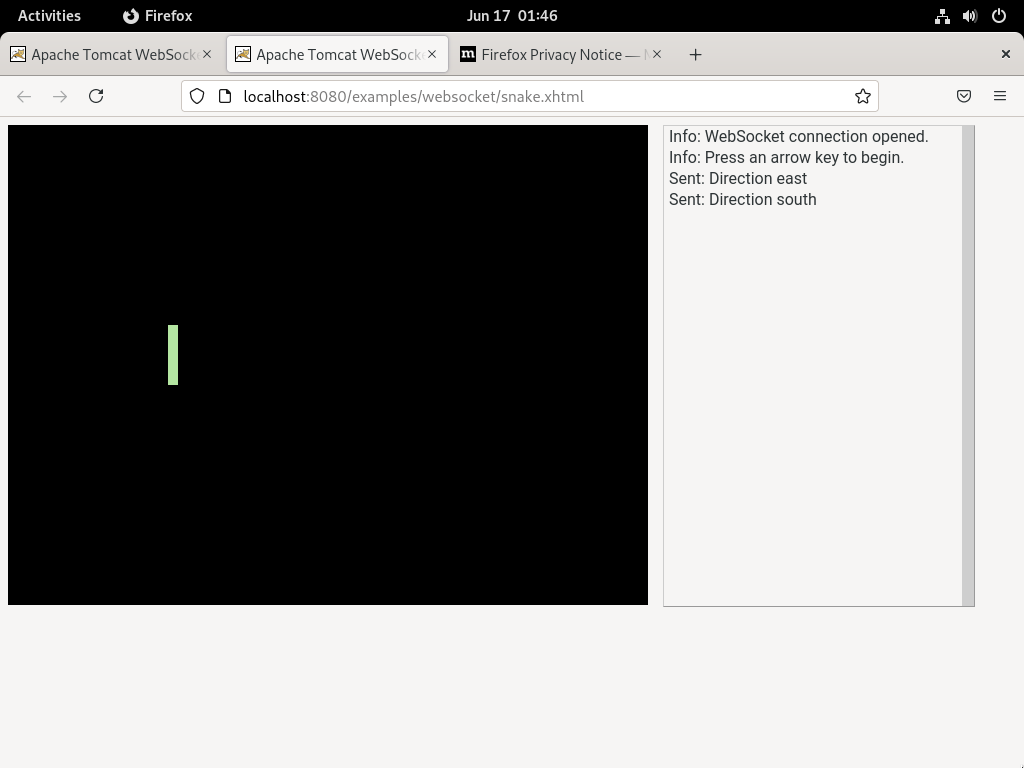 Activities
Firefox
Jun 17 01:46
Apache Tomcat WebSock
Apache Tomcat WebSock
m
Firefox Privacy Notice —
localhost:8080/examples/websocket/snake.xhtml
Info: WebSocket connection opened.
Info: Press an arrow key to begin.
Sent: Direction east
Sent: Direction south